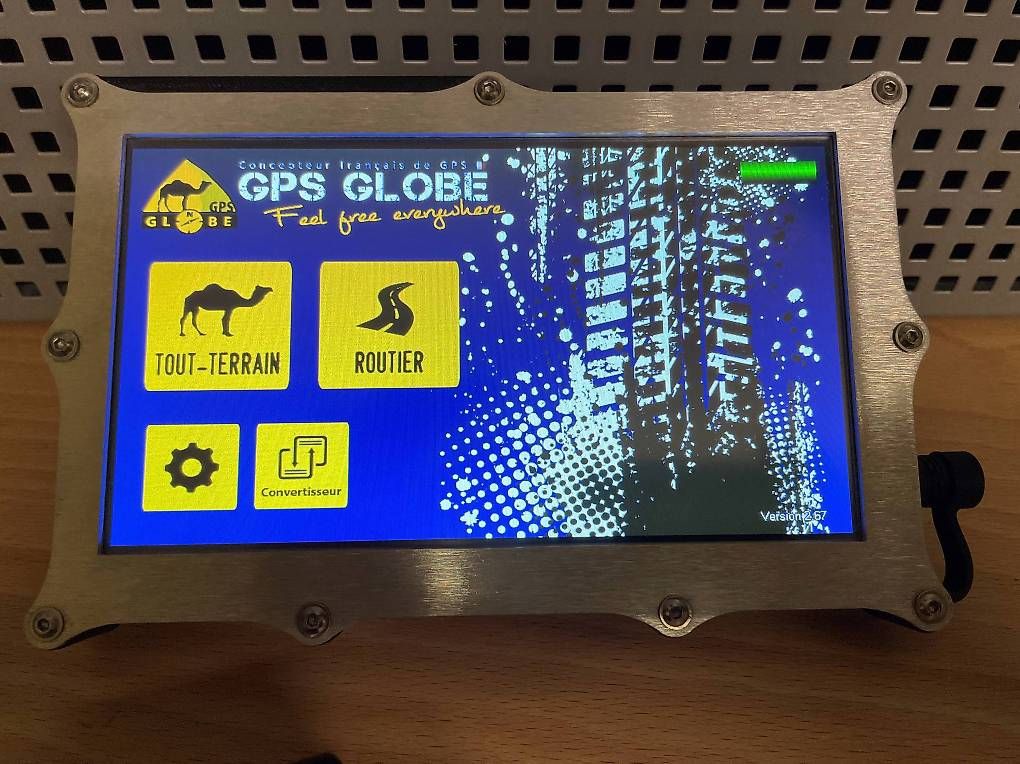 Concepteur français de GPS
GPS GLOBE
Feel free everywhere
GPS
GLOBE
N
TOUT-TERRAIN
ROUTIER
Convertisseur
Version 2.67